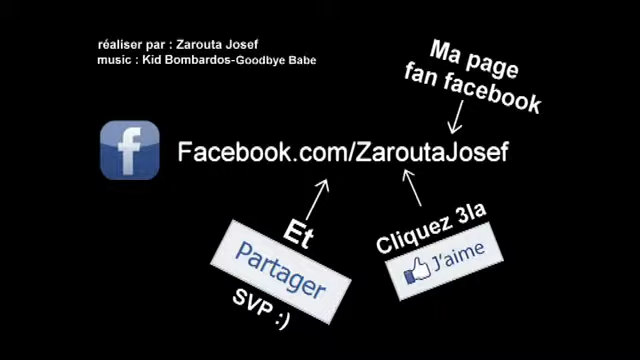 réaliser par : Zarouta Josef
music : Kid Bombardos-Goodbye Babe
Ma page
fan facebook
f
Facebook.com/ZaroutaJosef
Et
Partager
SVP :)
Cliquez 3la
J'aime